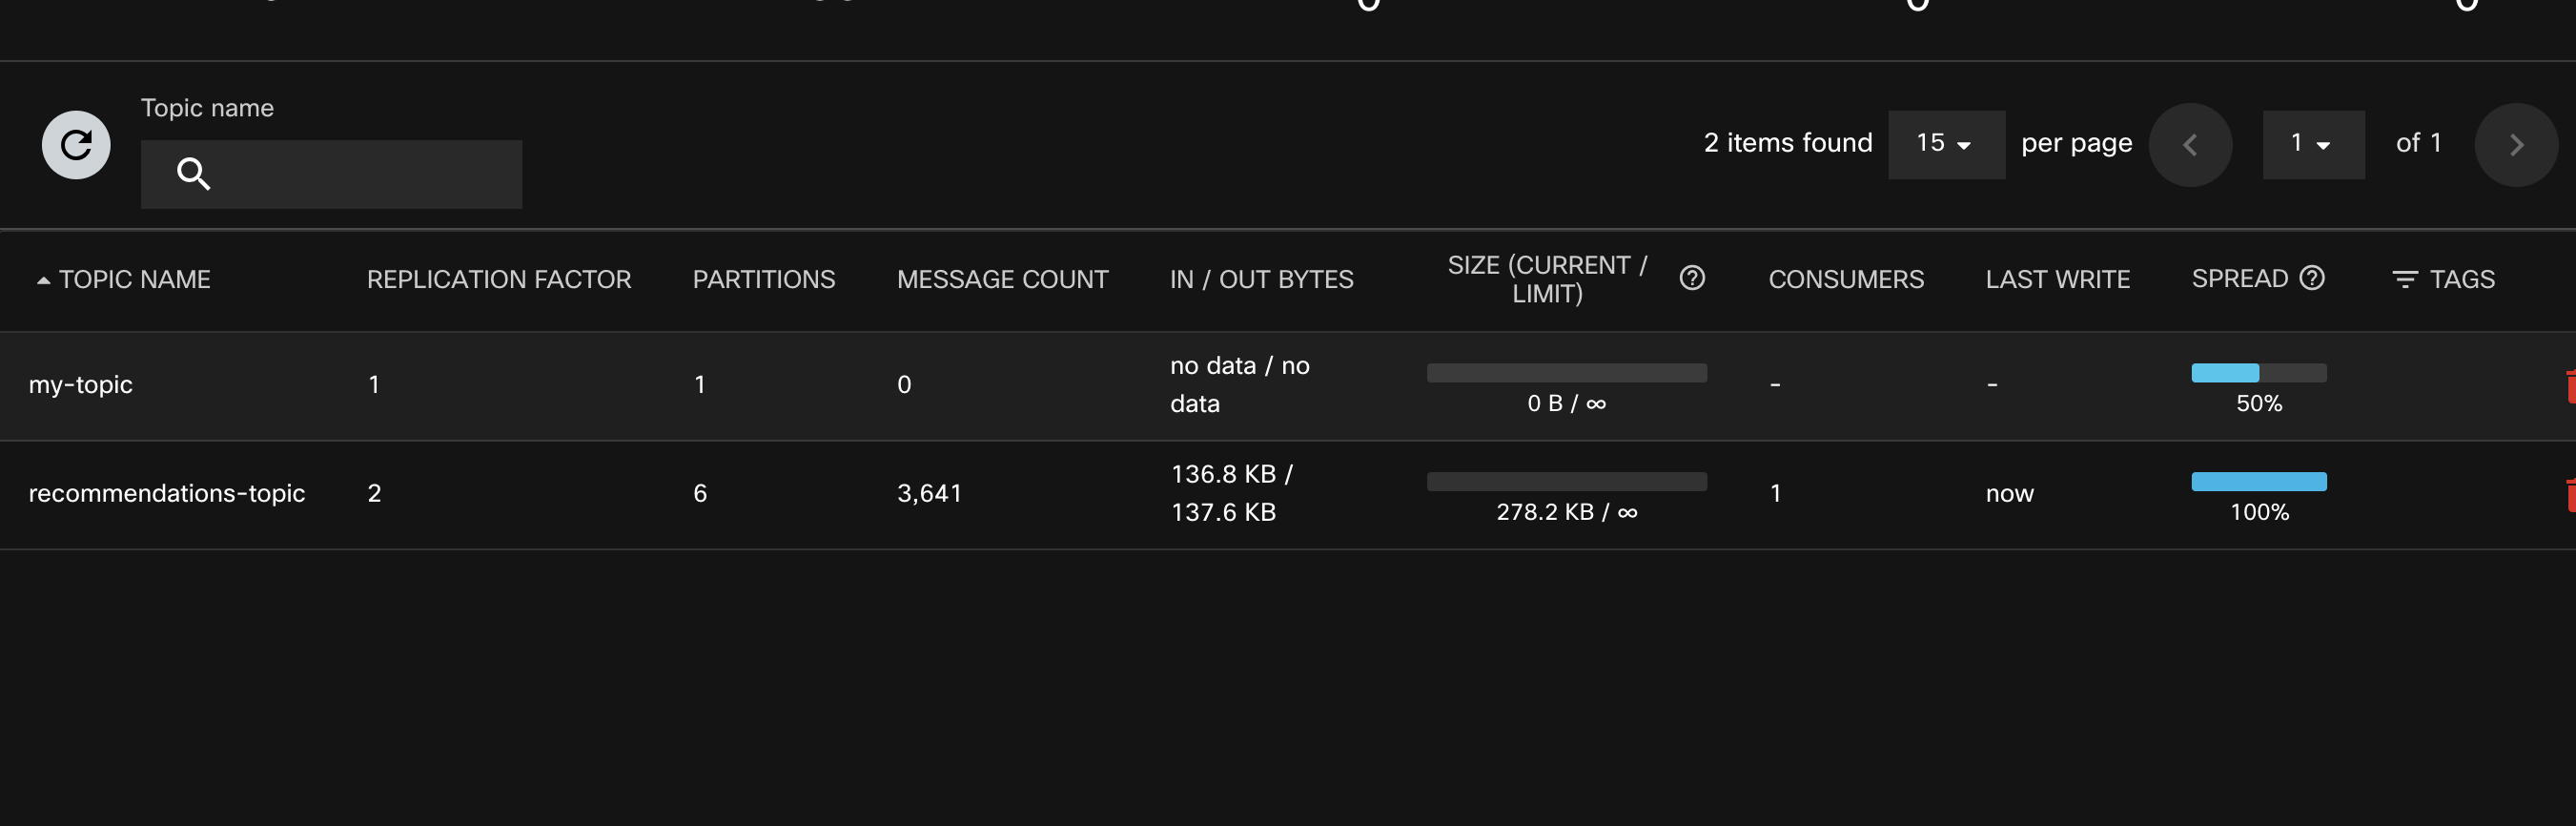 Topic name
2 items found 15 per page 1 of 1
TOPIC NAME REPLICATION FACTOR PARTITIONS MESSAGE COUNT IN / OUT BYTES SIZE (CURRENT / LIMIT) CONSUMERS LAST WRITE SPREAD TAGS
my-topic 1 1 0 no data / no data 0 B / ∞ - - 50%
recommendations-topic 2 6 3,641 136.8 KB / 137.6 KB 278.2 KB / ∞ 1 now 100%